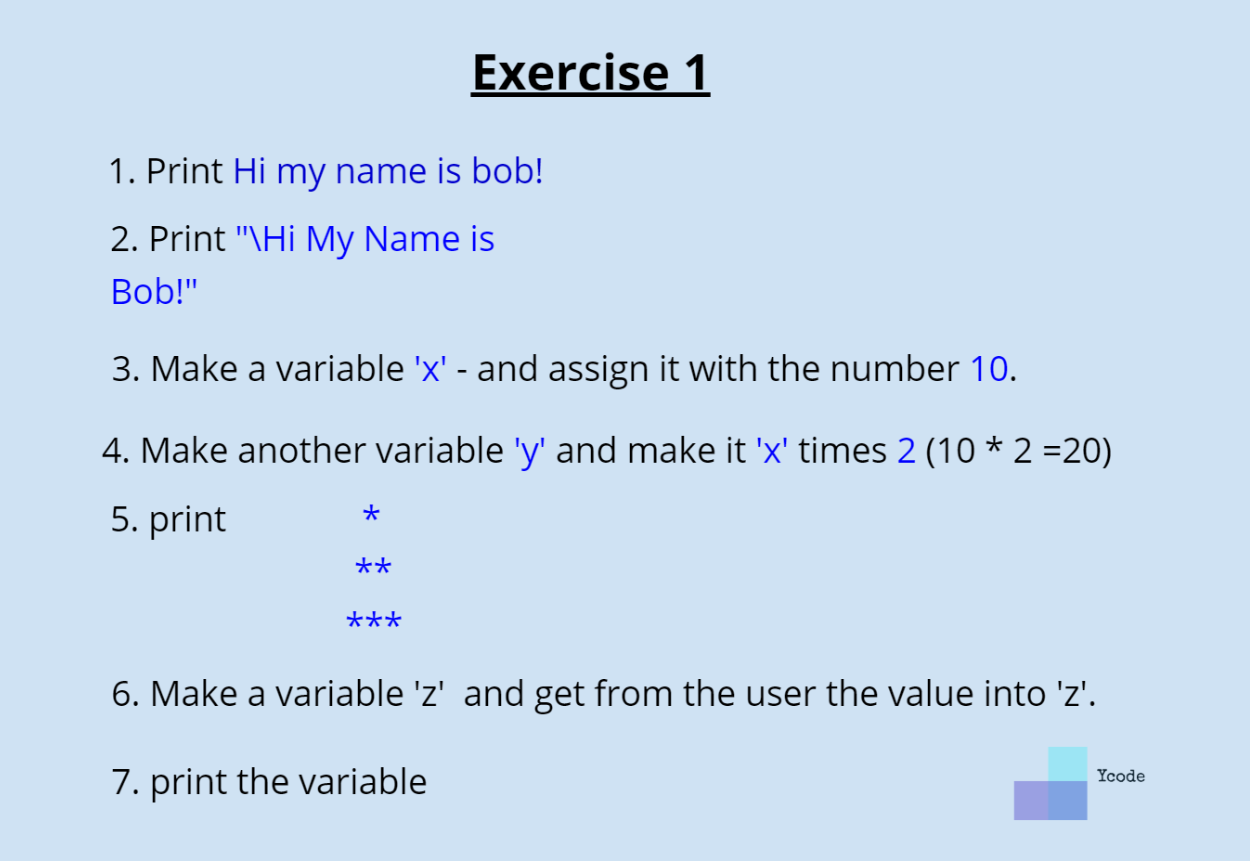 Exercise 1
1. Print Hi my name is bob!
2. Print "\Hi My Name is
Bob!"
3. Make a variable 'x' - and assign it with the number 10.
4. Make another variable 'y' and make it 'x' times 2 (10 * 2 =20)
5. print *
**
***
6. Make a variable 'z' and get from the user the value into 'z'.
7. print the variable
Ycode